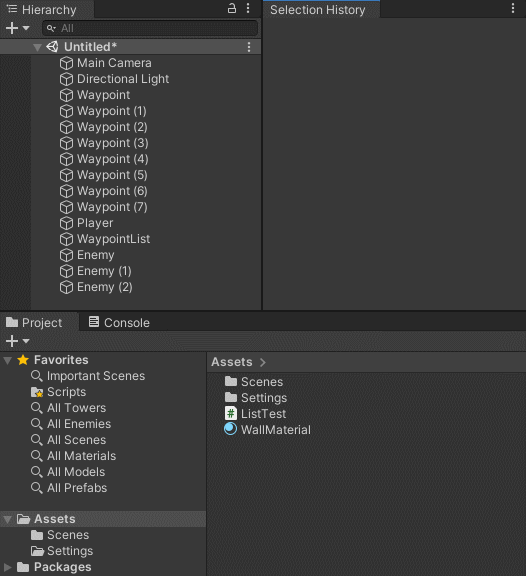 Hierarchy
All
Untitled*
Main Camera
Directional Light
Waypoint
Waypoint (1)
Waypoint (2)
Waypoint (3)
Waypoint (4)
Waypoint (5)
Waypoint (6)
Waypoint (7)
Player
WaypointList
Enemy
Enemy (1)
Enemy (2)
Selection History
Project
Console
Favorites
Important Scenes
Scripts
All Towers
All Enemies
All Scenes
All Materials
All Models
All Prefabs
Assets
Scenes
Settings
Packages
Assets
Scenes
Settings
ListTest
WallMaterial